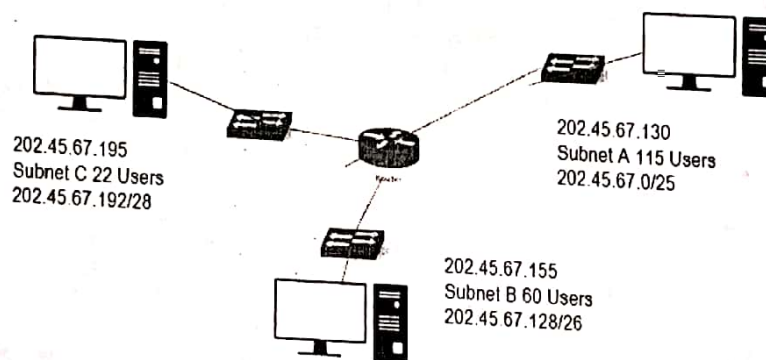 202.45.67.195
Subnet C 22 Users
202.45.67.192/28
Router
202.45.67.130
Subnet A 115 Users
202.45.67.0/25
202.45.67.155
Subnet B 60 Users
202.45.67.128/26